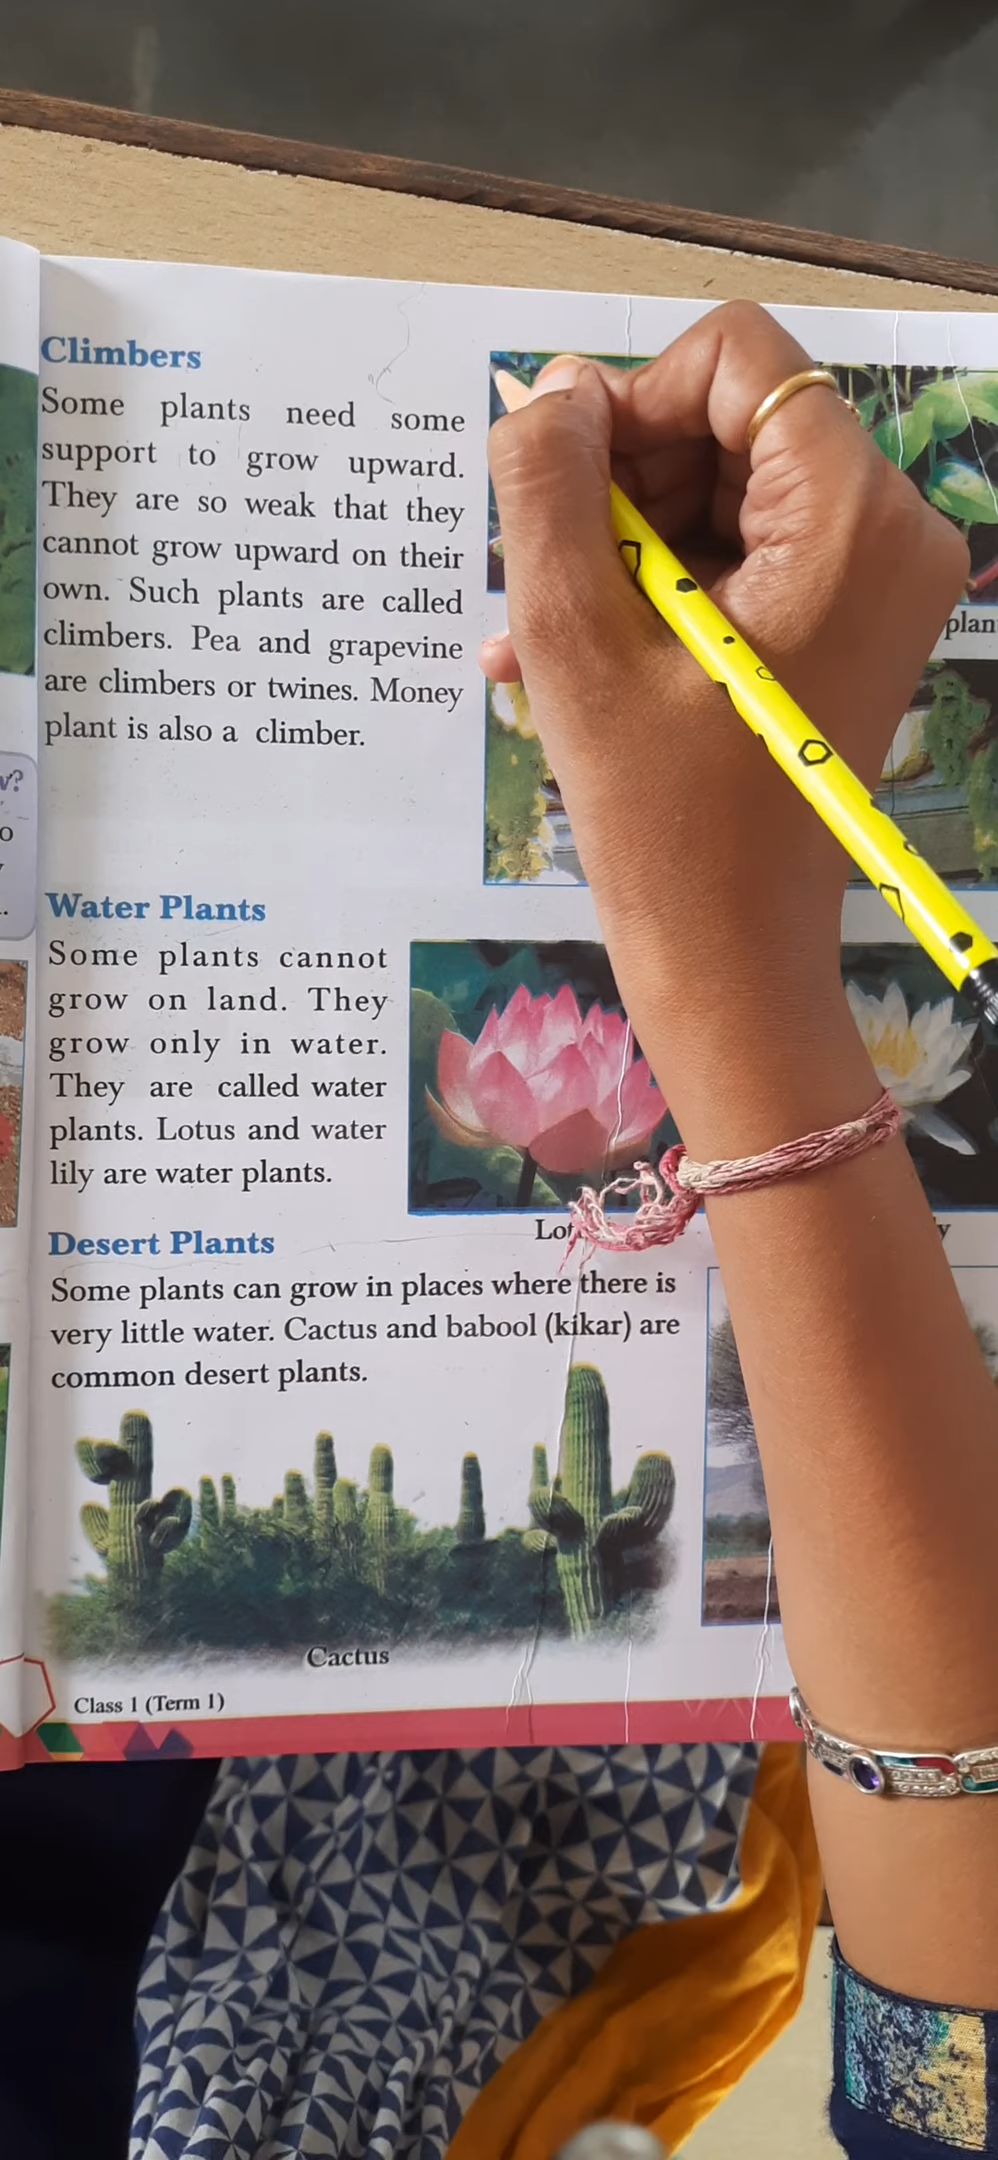 Climbers
Some plants need some
support to grow upward.
They are so weak that they
cannot grow upward on their
own. Such plants are called
climbers. Pea and grapevine
are climbers or twines. Money
plant is also a climber.
Water Plants
Some plants cannot
grow on land. They
grow only in water.
They are called water
plants. Lotus and water
lily are water plants.
Desert Plants
Some plants can grow in places where there is
very little water. Cactus and babool (kikar) are
common desert plants.
Cactus
Class 1 (Term 1)